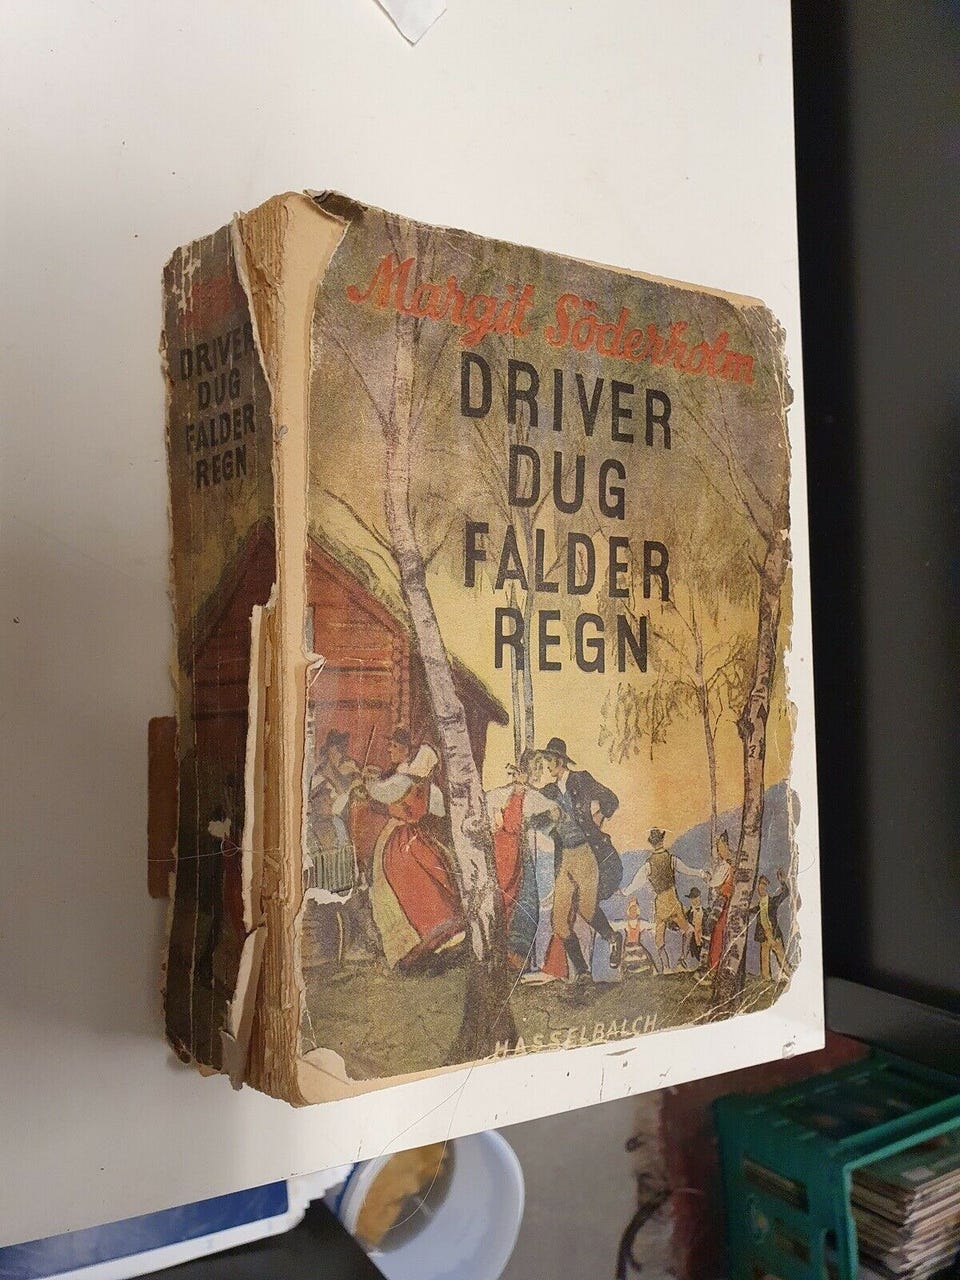 Margit Söderholm
DRIVER
DUG
FALDER
REGN
HASSELBALCH
DRIVER
DUG
FALDER
REGN